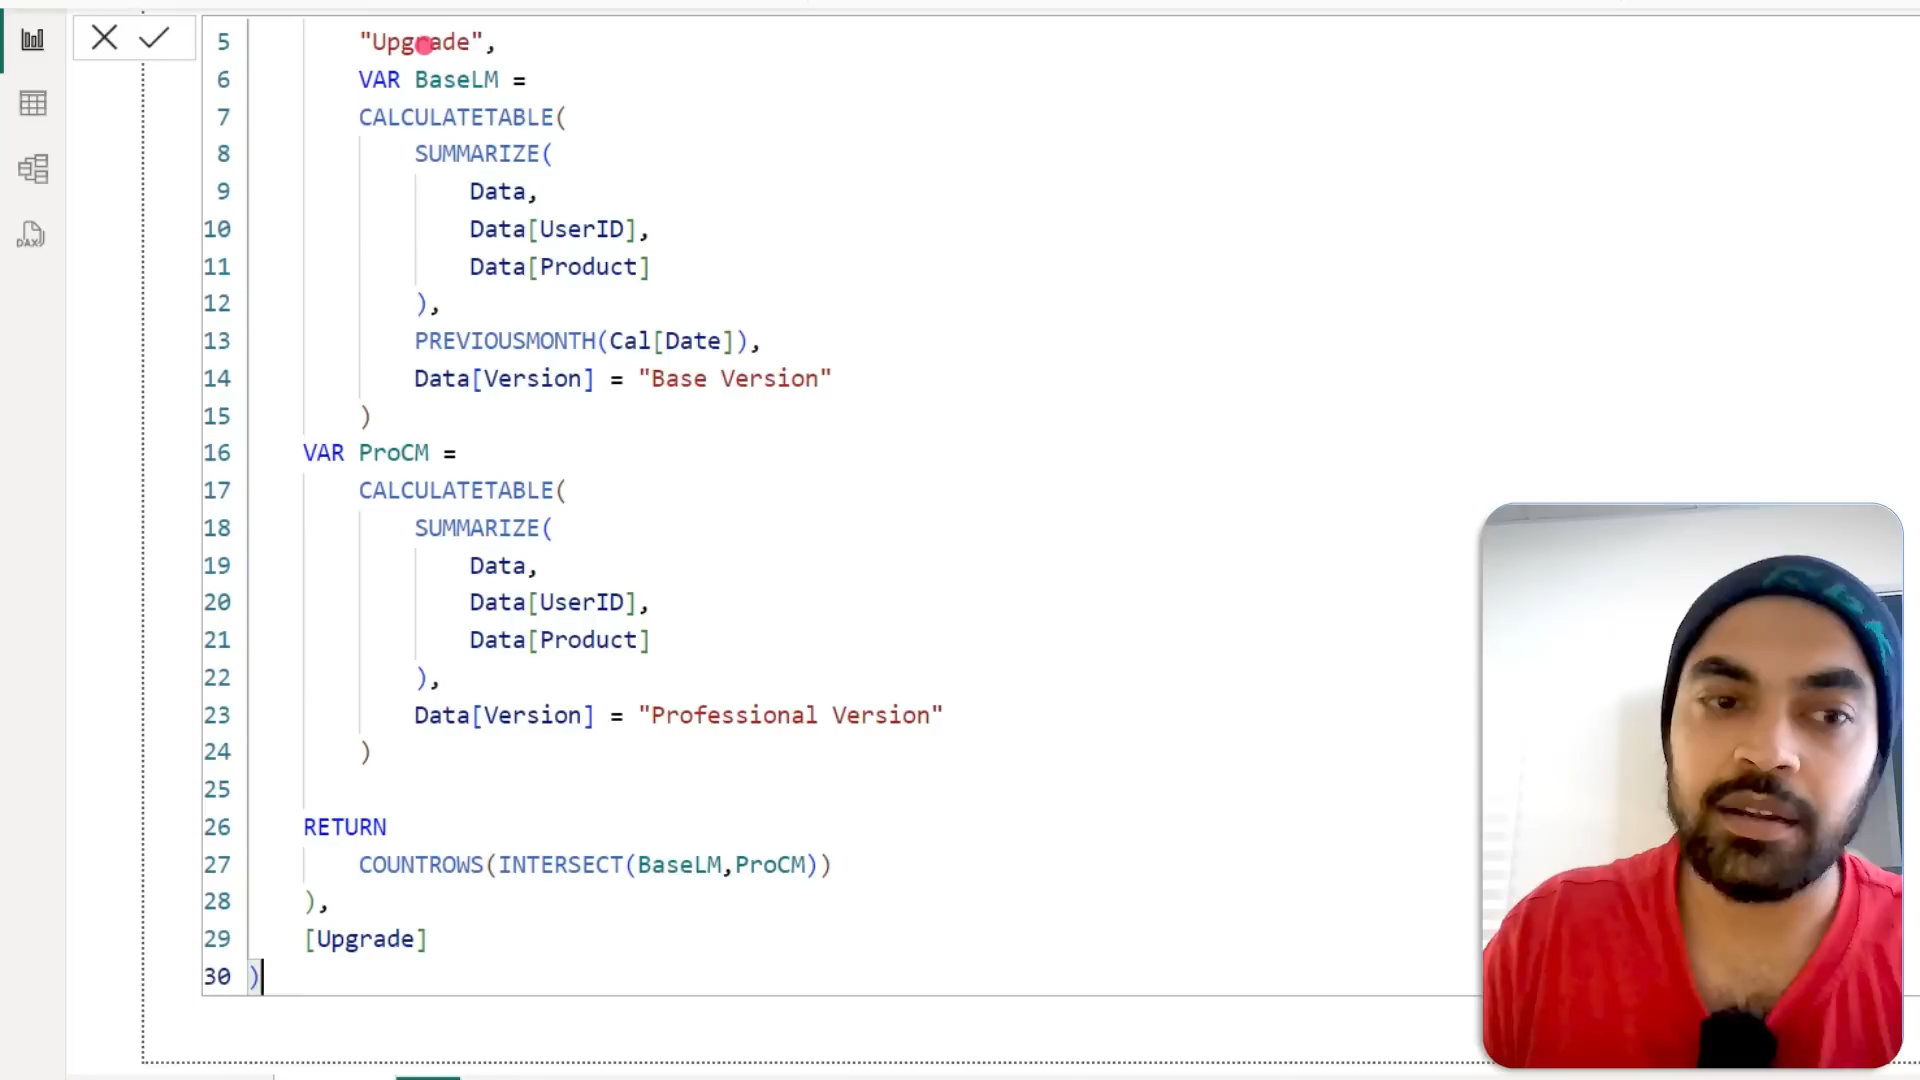 5 "Upgrade",
6 VAR BaseLM =
7 CALCULATETABLE(
8 SUMMARIZE(
9 Data,
10 Data[UserID],
11 Data[Product]
12 ),
13 PREVIOUSMONTH(Cal[Date]),
14 Data[Version] = "Base Version"
15 )
16 VAR ProCM =
17 CALCULATETABLE(
18 SUMMARIZE(
19 Data,
20 Data[UserID],
21 Data[Product]
22 ),
23 Data[Version] = "Professional Version"
24 )
25
26 RETURN
27 COUNTROWS(INTERSECT(BaseLM,ProCM))
28 ),
29 [Upgrade]
30 )
DAX